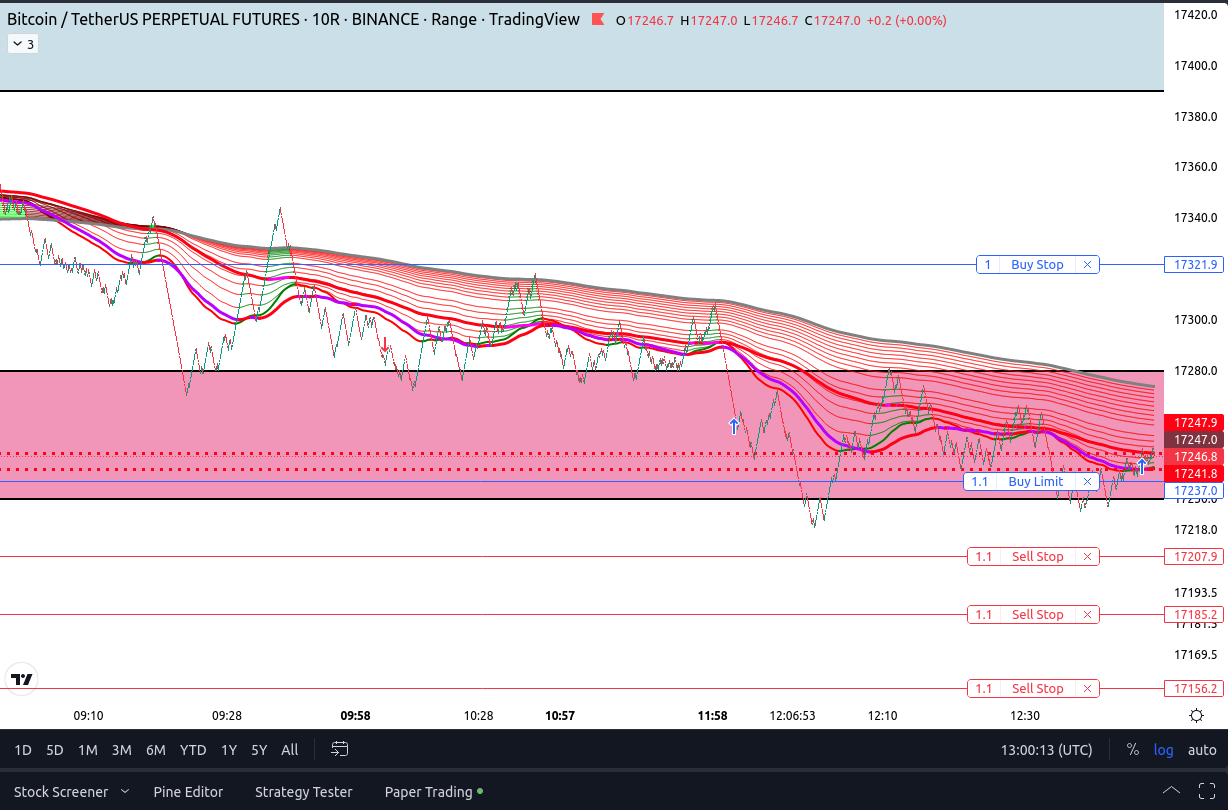 Bitcoin / TetherUS PERPETUAL FUTURES · 10R · BINANCE · Range · TradingView O17246.7 H17247.0 L17246.7 C17247.0 +0.2 (+0.00%)
3
17420.0
17400.0
17380.0
17360.0
17340.0
1 Buy Stop × 17321.9
17300.0
17280.0
17247.9
17247.0
17246.8
17241.8
1.1 Buy Limit × 17237.0
17230.0
17218.0
1.1 Sell Stop × 17207.9
17193.5
1.1 Sell Stop × 17185.2
17181.5
17169.5
1.1 Sell Stop × 17156.2
09:10 09:28 09:58 10:28 10:57 11:58 12:06:53 12:10 12:30
1D 5D 1M 3M 6M YTD 1Y 5Y All 13:00:13 (UTC) % log auto
Stock Screener Pine Editor Strategy Tester Paper Trading